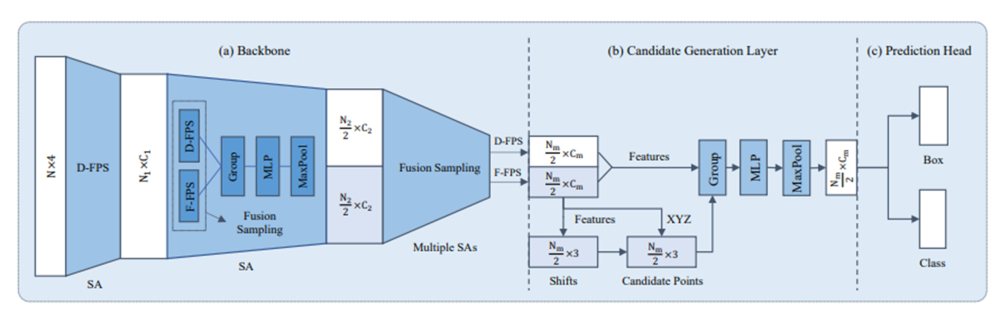 (a) Backbone
N×4
D-FPS
SA
N₁×C₁
D-FPS
F-FPS
Group
MLP
MaxPool
Fusion
Sampling
SA
N₂/2 ×C₂
N₂/2 ×C₂
Fusion Sampling
Multiple SAs
D-FPS
F-FPS
(b) Candidate Generation Layer
Nₘ/2 ×Cₘ
Nₘ/2 ×Cₘ
Features
Features
XYZ
Nₘ/2 ×3
Shifts
Nₘ/2 ×3
Candidate Points
Group
MLP
MaxPool
Nₘ/2 ×Cₘ
(c) Prediction Head
Box
Class